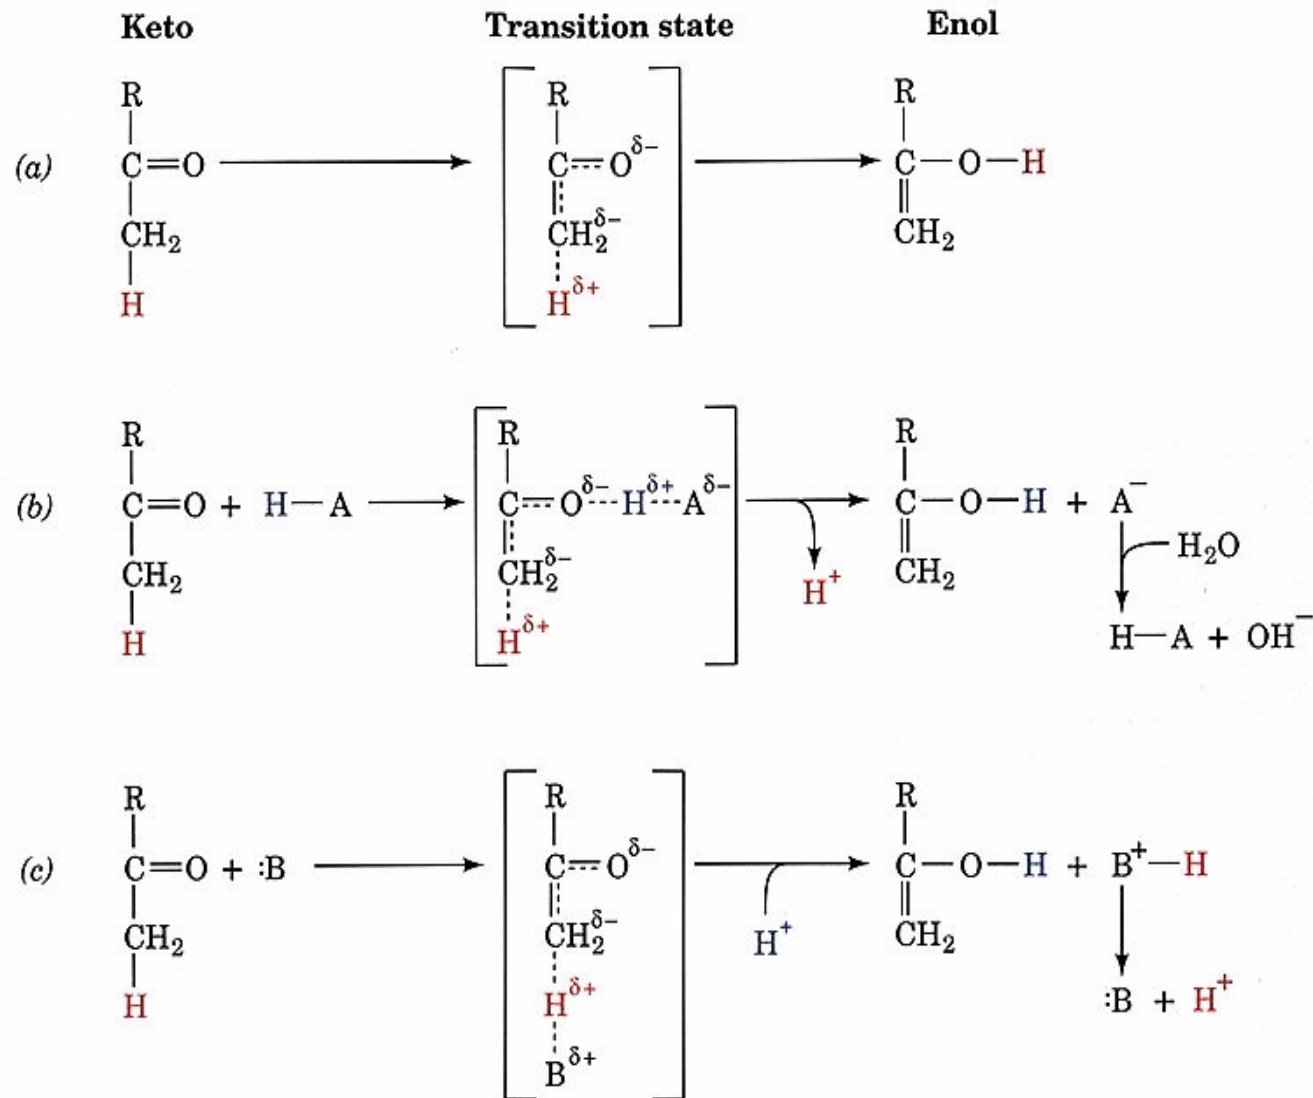 Keto Transition state Enol
R R R
(a) C=O C=O^δ− C—O—H
CH₂ CH₂^δ− CH₂
H H^δ+
R R R
(b) C=O + H—A C=O^δ− H^δ+ A^δ− C—O—H + A⁻
H₂O
CH₂ CH₂^δ− H⁺ CH₂
H H^δ+ H—A + OH⁻
R R R
(c) C=O + :B C=O^δ− C—O—H + B⁺—H
CH₂ CH₂^δ− H⁺ CH₂
H H^δ+ :B + H⁺
B^δ+